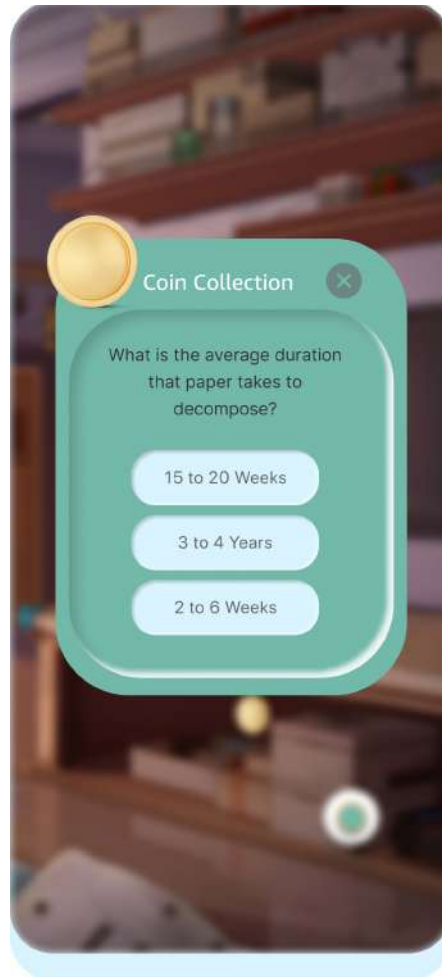 Coin Collection
What is the average duration
that paper takes to
decompose?
15 to 20 Weeks
3 to 4 Years
2 to 6 Weeks